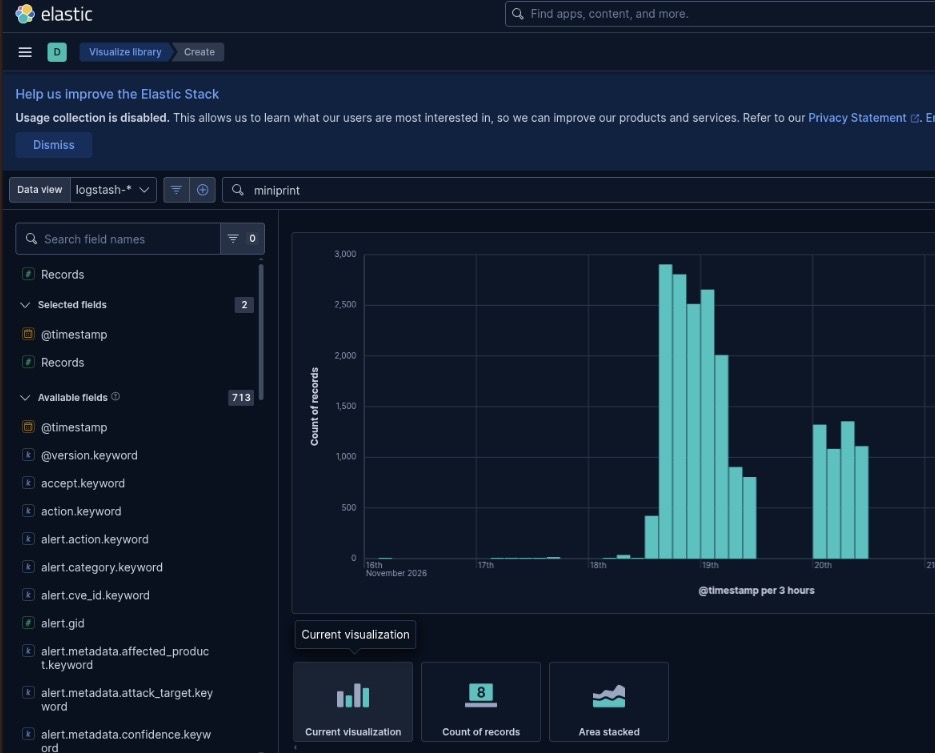 elastic
Find apps, content, and more.
D
Visualize library
Create
Help us improve the Elastic Stack
Usage collection is disabled. This allows us to learn what our users are most interested in, so we can improve our products and services. Refer to our Privacy Statement .
Dismiss
Data view
logstash-*
miniprint
Search field names
0
Records
Selected fields
2
@timestamp
Records
Available fields
713
@timestamp
@version.keyword
accept.keyword
action.keyword
alert.action.keyword
alert.category.keyword
alert.cve_id.keyword
alert.gid
alert.metadata.affected_produc
t.keyword
alert.metadata.attack_target.key
word
alert.metadata.confidence.keyw
ord
Count of records
3,000
2,500
2,000
1,500
1,000
500
0
16th
17th
18th
19th
20th
21
November 2026
@timestamp per 3 hours
Current visualization
8
Current visualization
Count of records
Area stacked